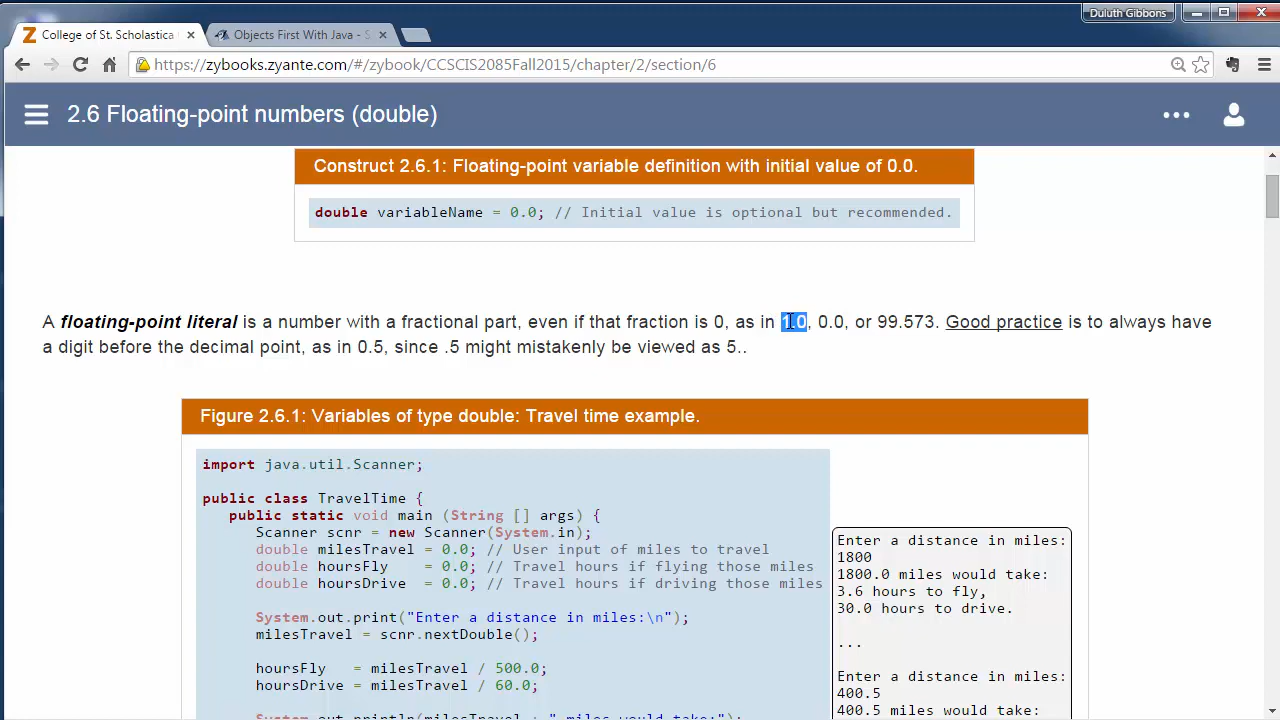 Duluth Gibbons
College of St. Scholastica
Objects First With Java - S
https://zybooks.zyante.com/#/zybook/CCSCIS2085Fall2015/chapter/2/section/6
2.6 Floating-point numbers (double)
Construct 2.6.1: Floating-point variable definition with initial value of 0.0.
double variableName = 0.0; // Initial value is optional but recommended.
A floating-point literal is a number with a fractional part, even if that fraction is 0, as in 1.0, 0.0, or 99.573. Good practice is to always have
a digit before the decimal point, as in 0.5, since .5 might mistakenly be viewed as 5..
Figure 2.6.1: Variables of type double: Travel time example.
import java.util.Scanner;
public class TravelTime {
public static void main (String [] args) {
Scanner scnr = new Scanner(System.in);
double milesTravel = 0.0; // User input of miles to travel
double hoursFly    = 0.0; // Travel hours if flying those miles
double hoursDrive  = 0.0; // Travel hours if driving those miles
System.out.print("Enter a distance in miles:\n");
milesTravel = scnr.nextDouble();
hoursFly   = milesTravel / 500.0;
hoursDrive = milesTravel / 60.0;
System.out.println(milesTravel + " miles would take:");
Enter a distance in miles:
1800
1800.0 miles would take:
3.6 hours to fly,
30.0 hours to drive.
...
Enter a distance in miles:
400.5
400.5 miles would take: